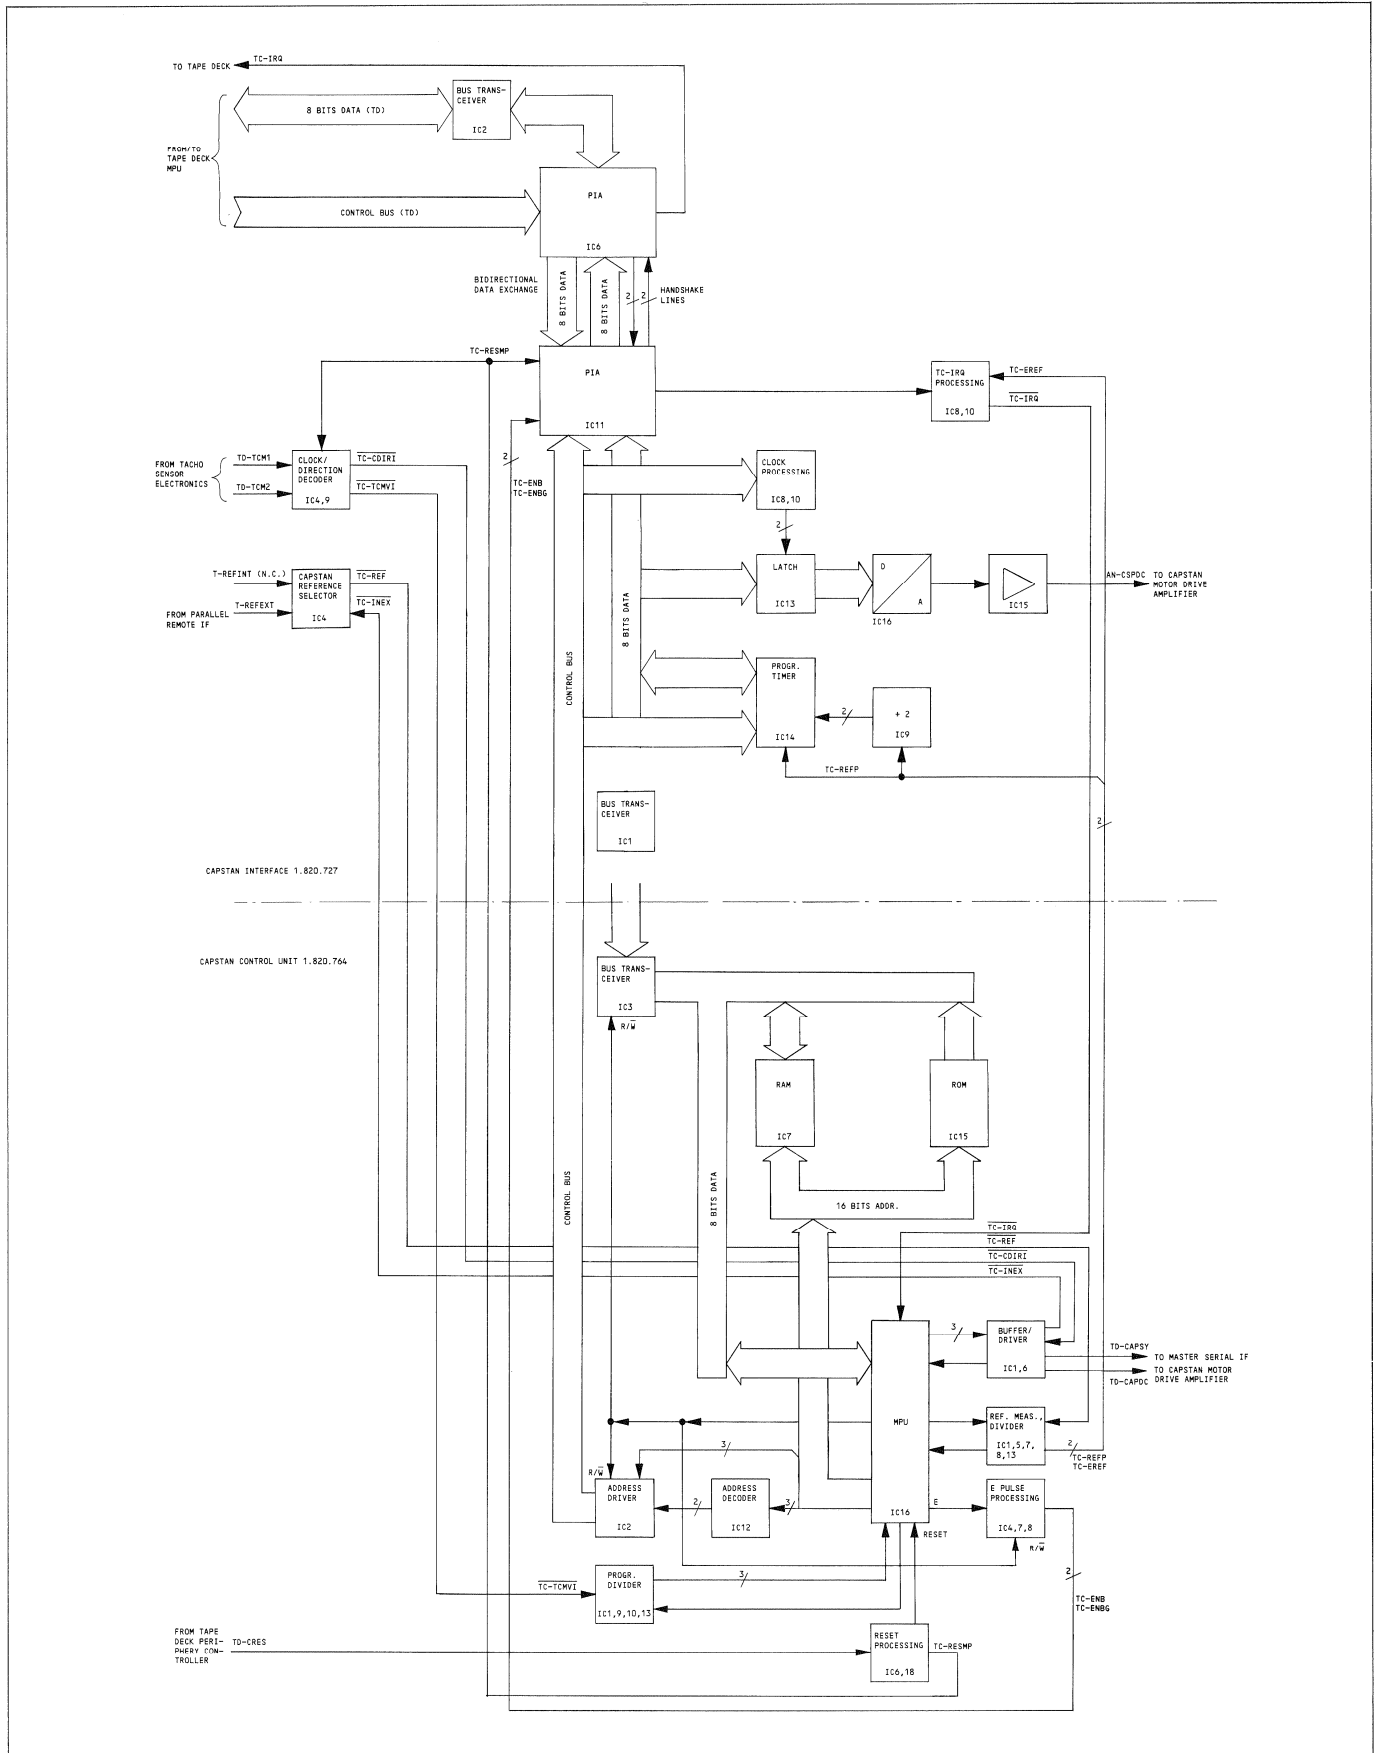 TO TAPE DECK
TC-IRQ
8 BITS DATA (TD)
BUS TRANS-
CEIVER
IC2
FROM/TO
TAPE DECK
MPU
CONTROL BUS (TD)
PIA
IC6
BIDIRECTIONAL
DATA EXCHANGE
8 BITS DATA
8 BITS DATA
2
2
HANDSHAKE
LINES
TC-RESMP
PIA
IC11
TC-IRQ
PROCESSING
IC8,10
TC-EREF
TC-IRQ
FROM TACHO
SENSOR
ELECTRONICS
TD-TCM1
TD-TCM2
CLOCK/
DIRECTION
DECODER
IC4,9
TC-CDIRI
TC-TCMVI
2
TC-ENB
TC-ENBG
CLOCK
PROCESSING
IC8,10
2
T-REFINT (N.C.)
T-REFEXT
FROM PARALLEL
REMOTE IF
CAPSTAN
REFERENCE
SELECTOR
IC4
TC-REF
TC-INEX
LATCH
IC13
D
A
IC16
IC15
AN-CSPDC
TO CAPSTAN
MOTOR DRIVE
AMPLIFIER
CONTROL BUS
8 BITS DATA
PROGR.
TIMER
IC14
2
+ 2
IC9
TC-REFP
2
BUS TRANS-
CEIVER
IC1
CAPSTAN INTERFACE 1.820.727
CAPSTAN CONTROL UNIT 1.820.764
BUS TRANS-
CEIVER
IC3
R/W̅
RAM
IC7
ROM
IC15
16 BITS ADDR.
CONTROL BUS
8 BITS DATA
TC-IRQ
TC-REF
TC-CDIRI
TC-INEX
MPU
IC16
3
BUFFER/
DRIVER
IC1,6
TD-CAPSY
TO MASTER SERIAL IF
TD-CAPDC
TO CAPSTAN MOTOR
DRIVE AMPLIFIER
REF. MEAS.,
DIVIDER
IC1,5,7,
8,13
2
TC-REFP
TC-EREF
3
R/W̅
ADDRESS
DRIVER
IC2
2
ADDRESS
DECODER
IC12
3
E
E PULSE
PROCESSING
IC4,7,8
R/W̅
RESET
TC-TCMVI
PROGR.
DIVIDER
IC1,9,10,13
3
2
TC-ENB
TC-ENBG
FROM TAPE
DECK PERI-
PHERY CON-
TROLLER
TD-CRES
RESET
PROCESSING
IC6,18
TC-RESMP